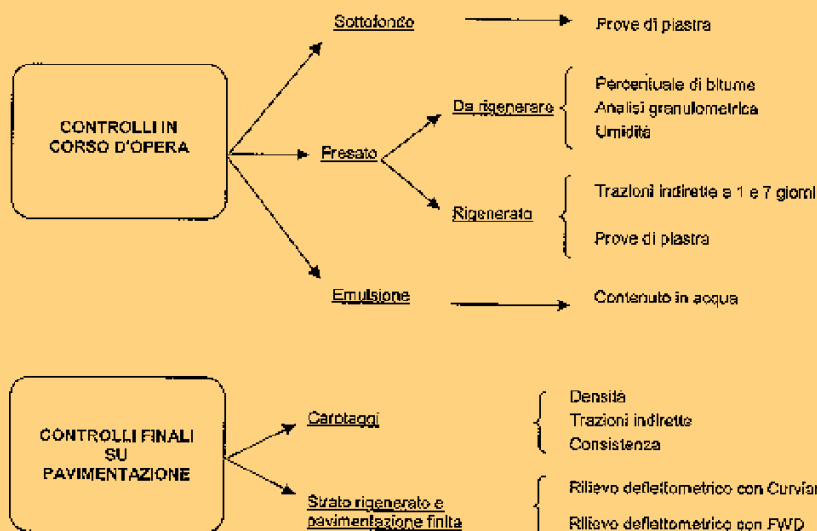 Sottofondo
Prove di piastra
CONTROLLI IN
CORSO D'OPERA
Fresato
Da rigenerare
Percentuale di bitume
Analisi granulometrica
Umidità
Rigenerato
Trazioni indirette a 1 e 7 giorni
Prove di piastra
Emulsione
Contenuto in acqua
CONTROLLI FINALI
SU
PAVIMENTAZIONE
Carotaggi
Densità
Trazioni indirette
Consistenza
Strato rigenerato e
pavimentazione finita
Rilievo deflettometrico con Curviam
Rilievo deflettometrico con FWD